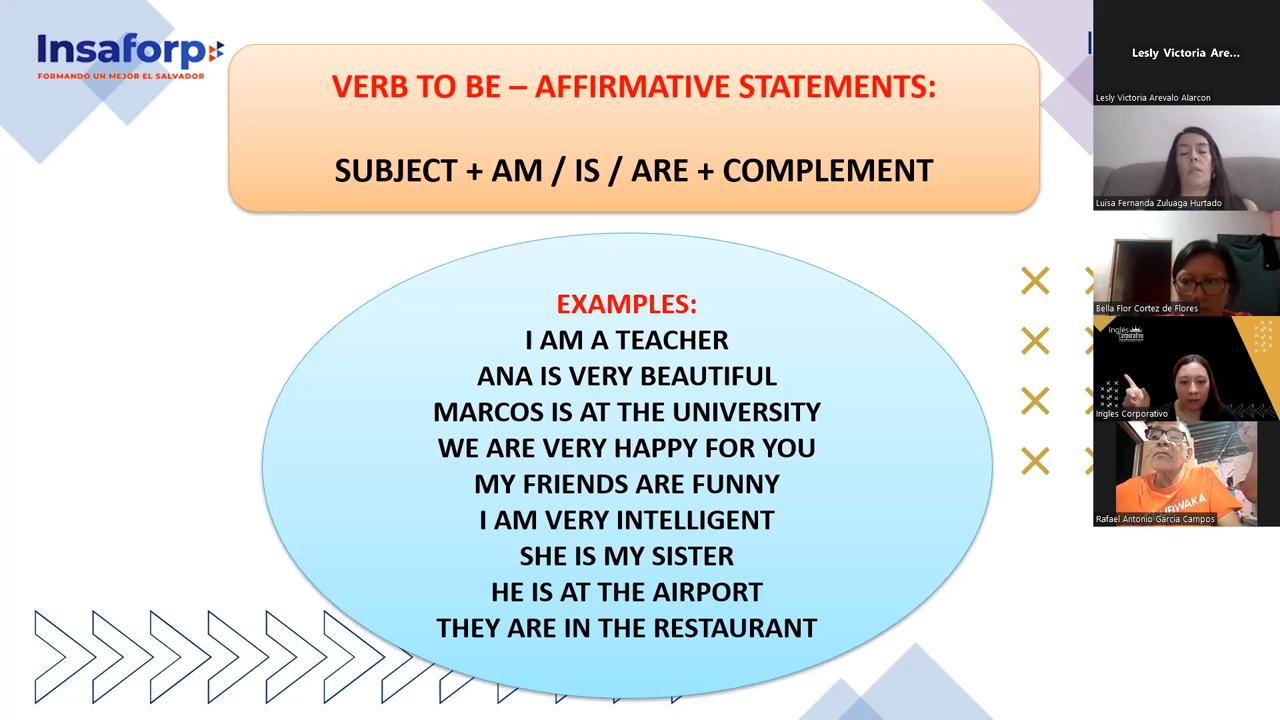 Insaforp
FORMANDO UN MEJOR EL SALVADOR
VERB TO BE – AFFIRMATIVE STATEMENTS:
SUBJECT + AM / IS / ARE + COMPLEMENT
EXAMPLES:
I AM A TEACHER
ANA IS VERY BEAUTIFUL
MARCOS IS AT THE UNIVERSITY
WE ARE VERY HAPPY FOR YOU
MY FRIENDS ARE FUNNY
I AM VERY INTELLIGENT
SHE IS MY SISTER
HE IS AT THE AIRPORT
THEY ARE IN THE RESTAURANT
Lesly Victoria Are...
Lesly Victoria Arevalo Alarcon
Luisa Fernanda Zuluaga Hurtado
Bella Flor Cortez de Flores
Inglés
Corporativo
Ingles Corporativo
Rafael Antonio Garcia Campos